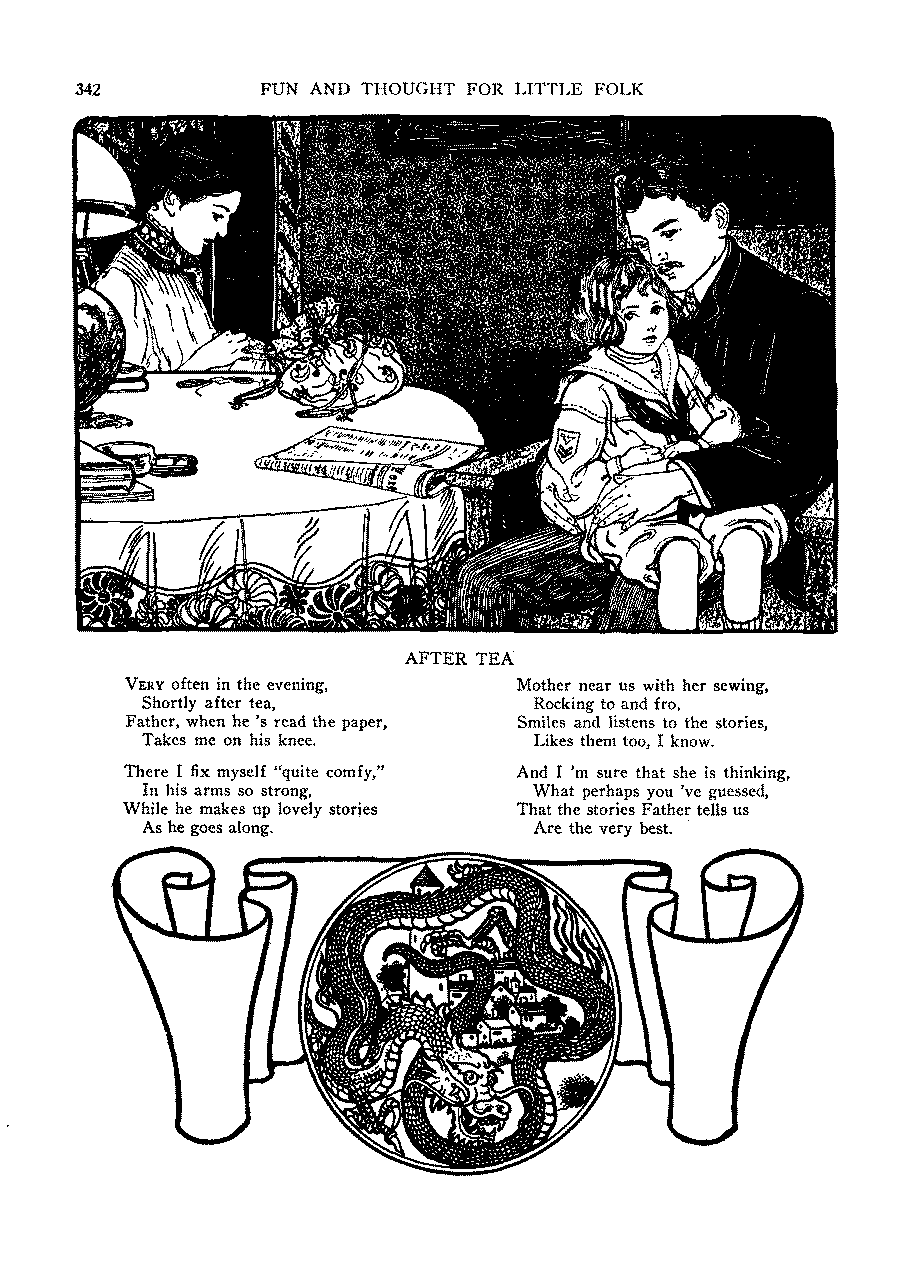 342
FUN AND THOUGHT FOR LITTLE FOLK
AFTER TEA
VERY often in the evening,
Shortly after tea,
Father, when he 's read the paper,
Takes me on his knee.
There I fix myself "quite comfy,"
In his arms so strong,
While he makes up lovely stories
As he goes along.
Mother near us with her sewing,
Rocking to and fro,
Smiles and listens to the stories,
Likes them too, I know.
And I 'm sure that she is thinking,
What perhaps you 've guessed,
That the stories Father tells us
Are the very best.